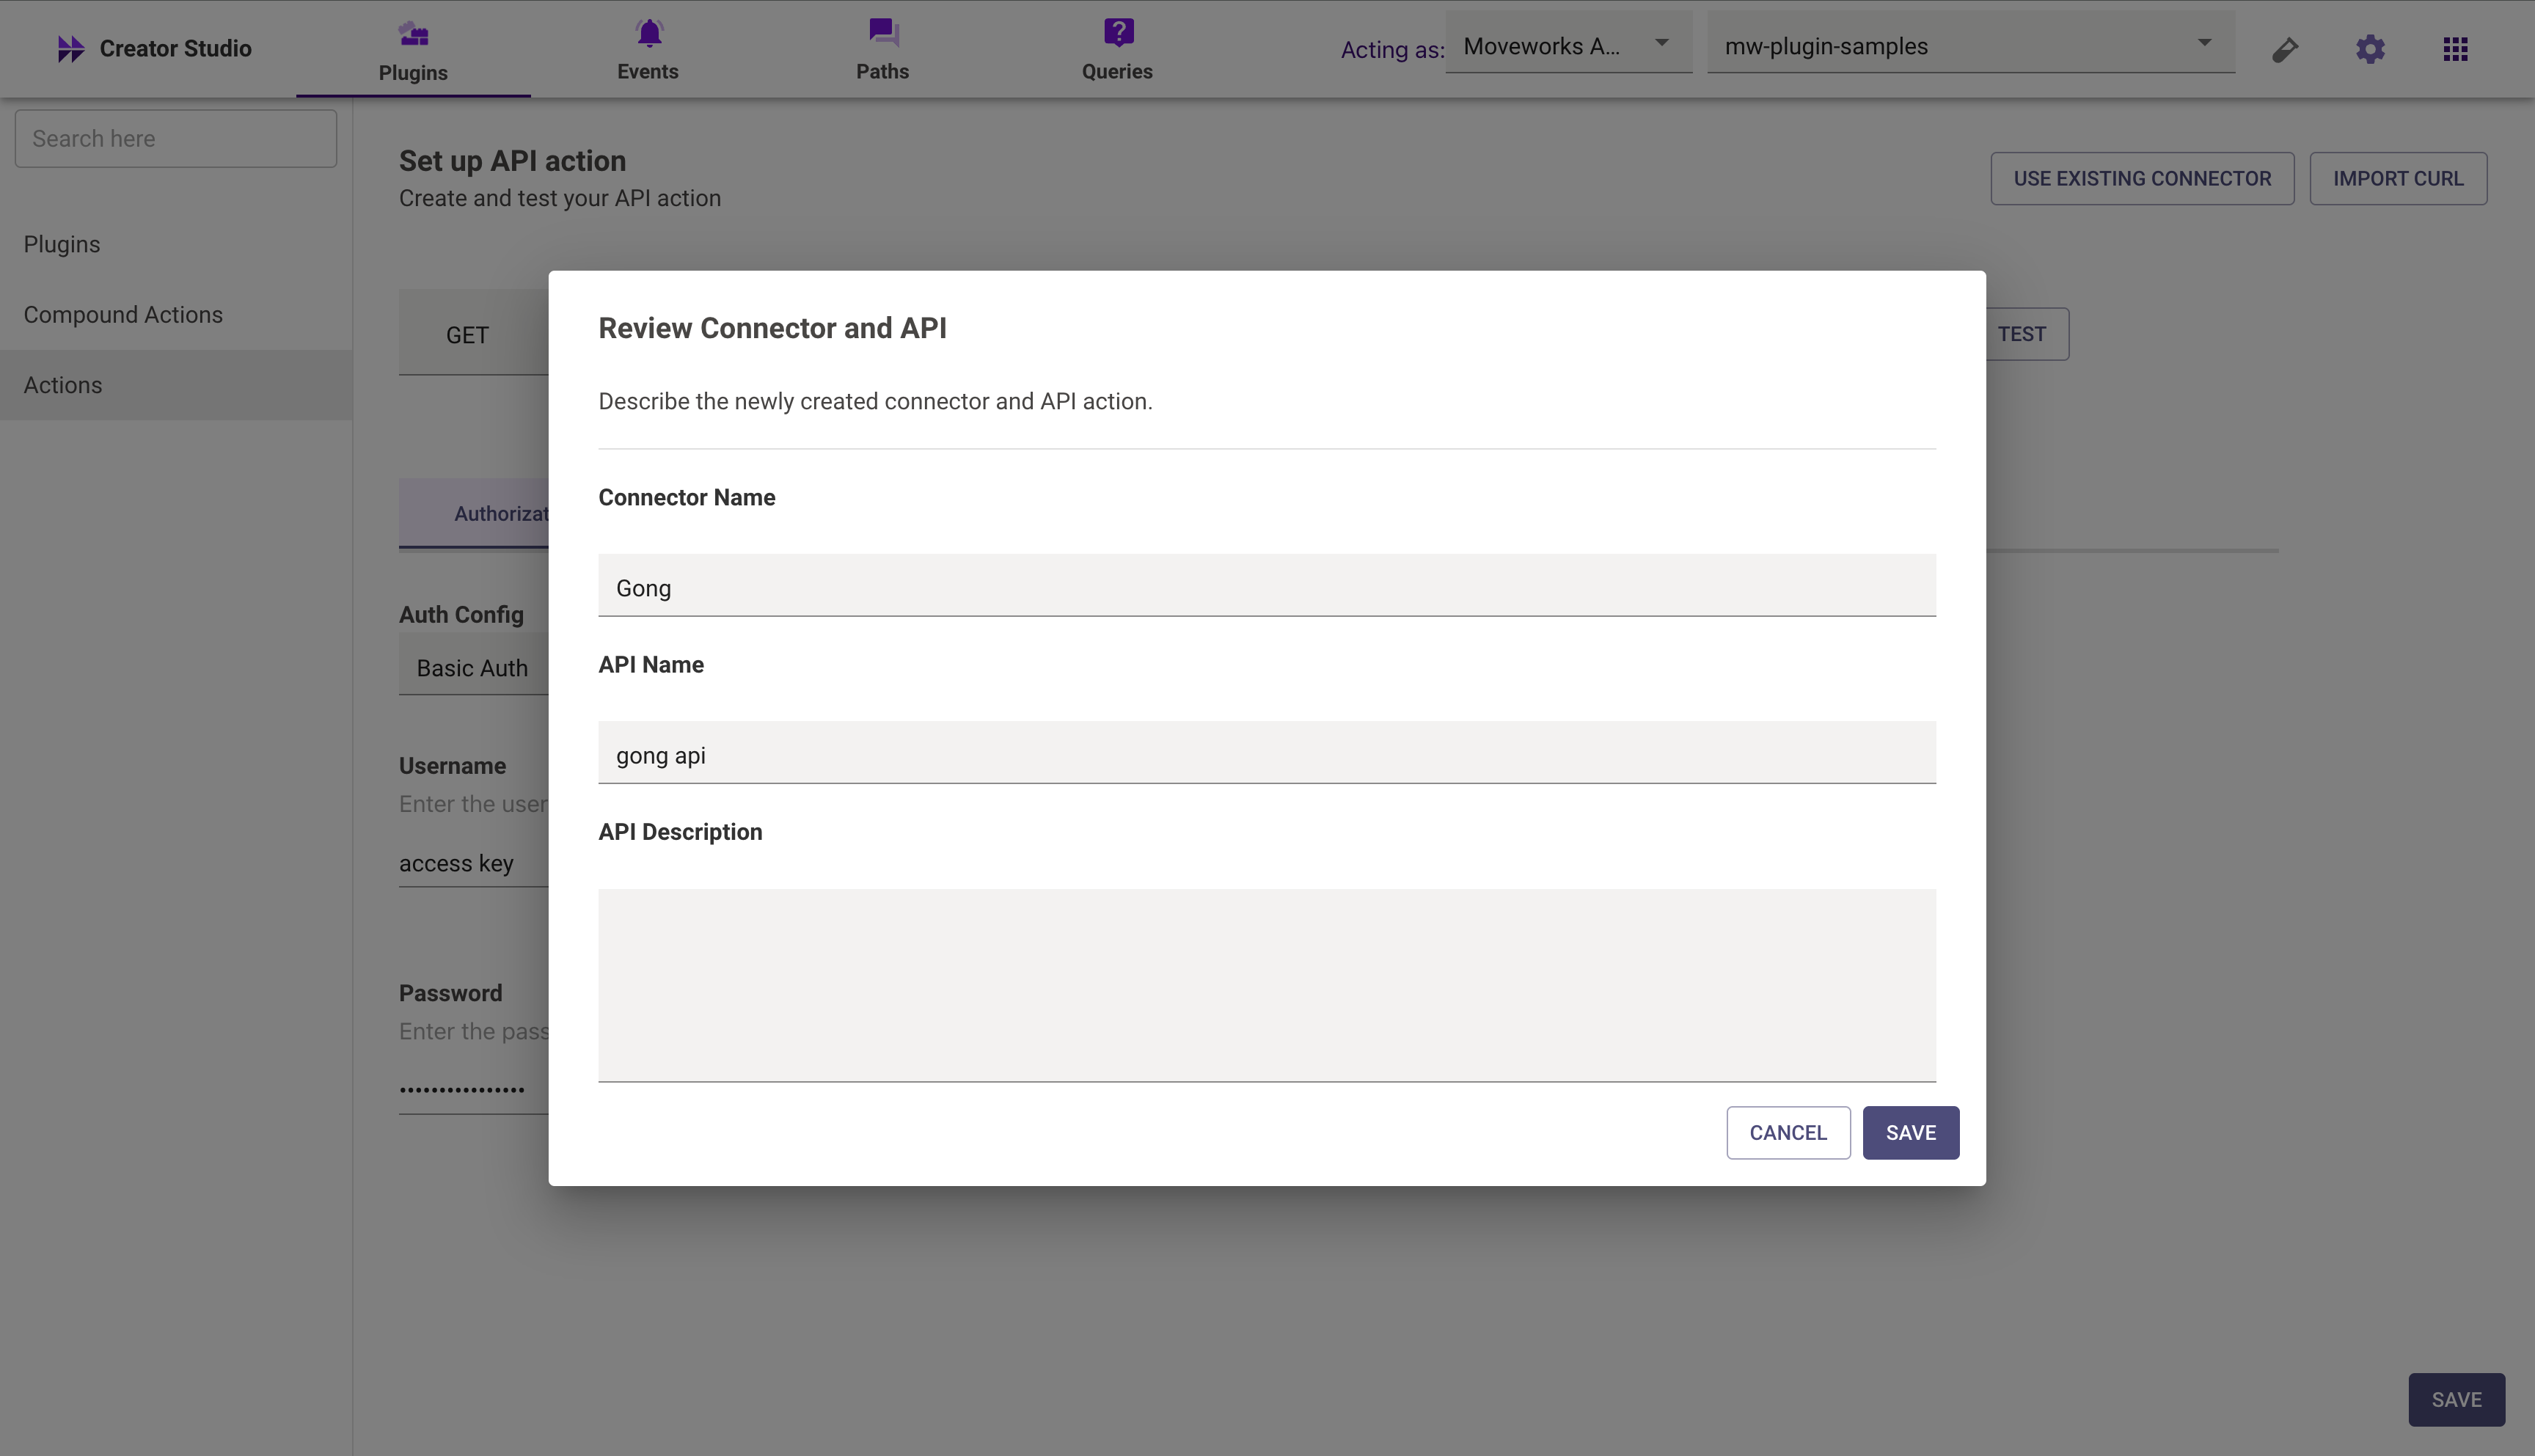 Creator Studio
Plugins
Events
Paths
Queries
Acting as:
Moveworks A...
mw-plugin-samples
Search here
Plugins
Compound Actions
Actions
Set up API action
Create and test your API action
USE EXISTING CONNECTOR
IMPORT CURL
GET
TEST
Authorizat
Auth Config
Basic Auth
Username
Enter the user
access key
Password
Enter the pass
••••••••••••••••
Review Connector and API
Describe the newly created connector and API action.
Connector Name
Gong
API Name
gong api
API Description
CANCEL
SAVE
SAVE